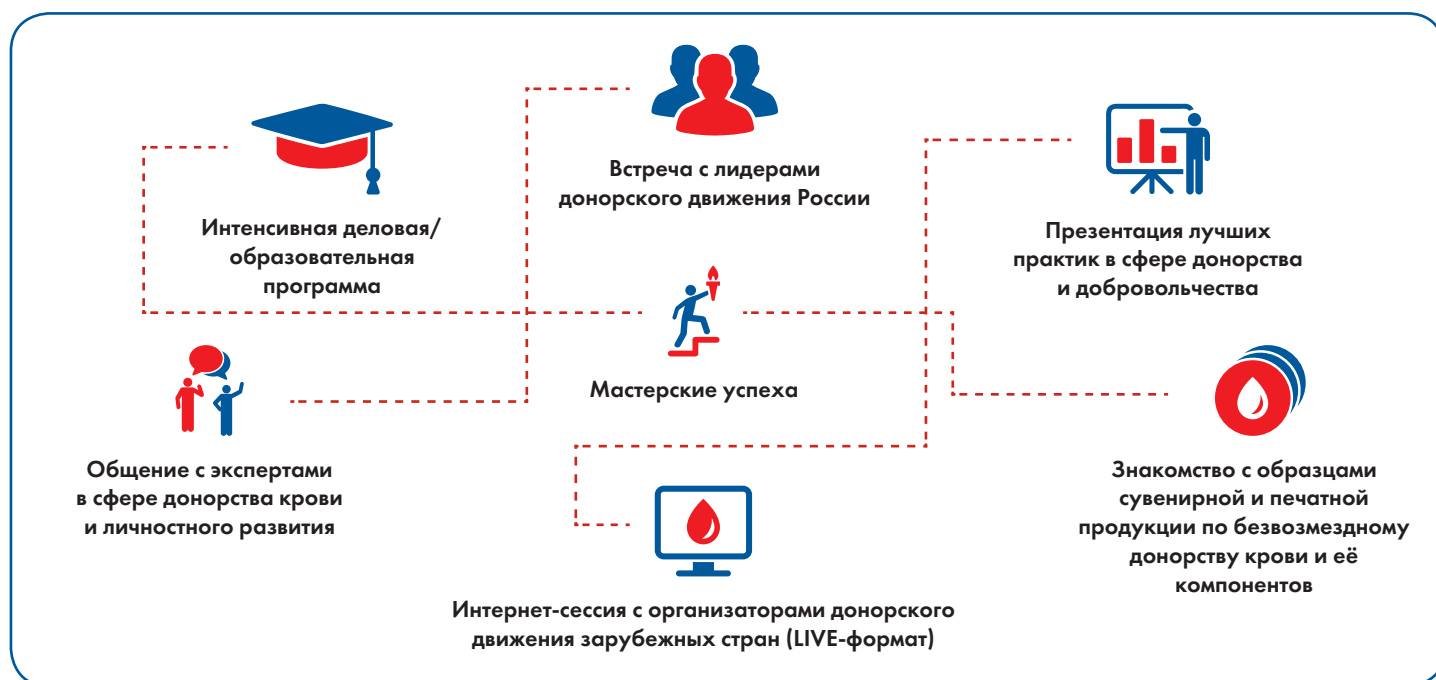 Встреча с лидерами
донорского движения России
Интенсивная деловая/
образовательная
программа
Презентация лучших
практик в сфере донорства
и добровольчества
Мастерские успеха
Общение с экспертами
в сфере донорства крови
и личностного развития
Знакомство с образцами
сувенирной и печатной
продукции по безвозмездному
донорству крови и её
компонентов
Интернет-сессия с организаторами донорского
движения зарубежных стран (LIVE-формат)